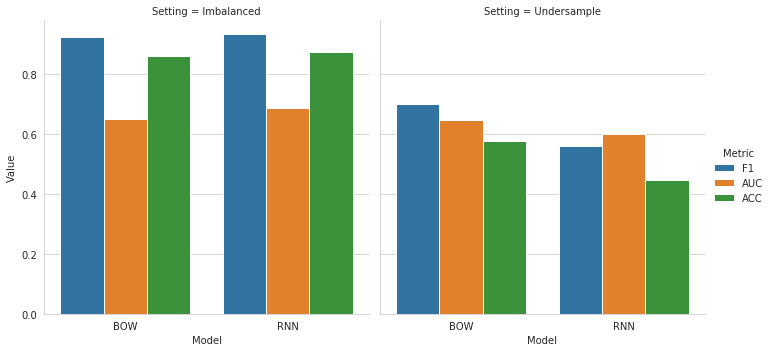 Setting = Imbalanced
Setting = Undersample
0.8
0.6
0.4
0.2
0.0
Value
BOW
RNN
BOW
RNN
Model
Model
Metric
F1
AUC
ACC